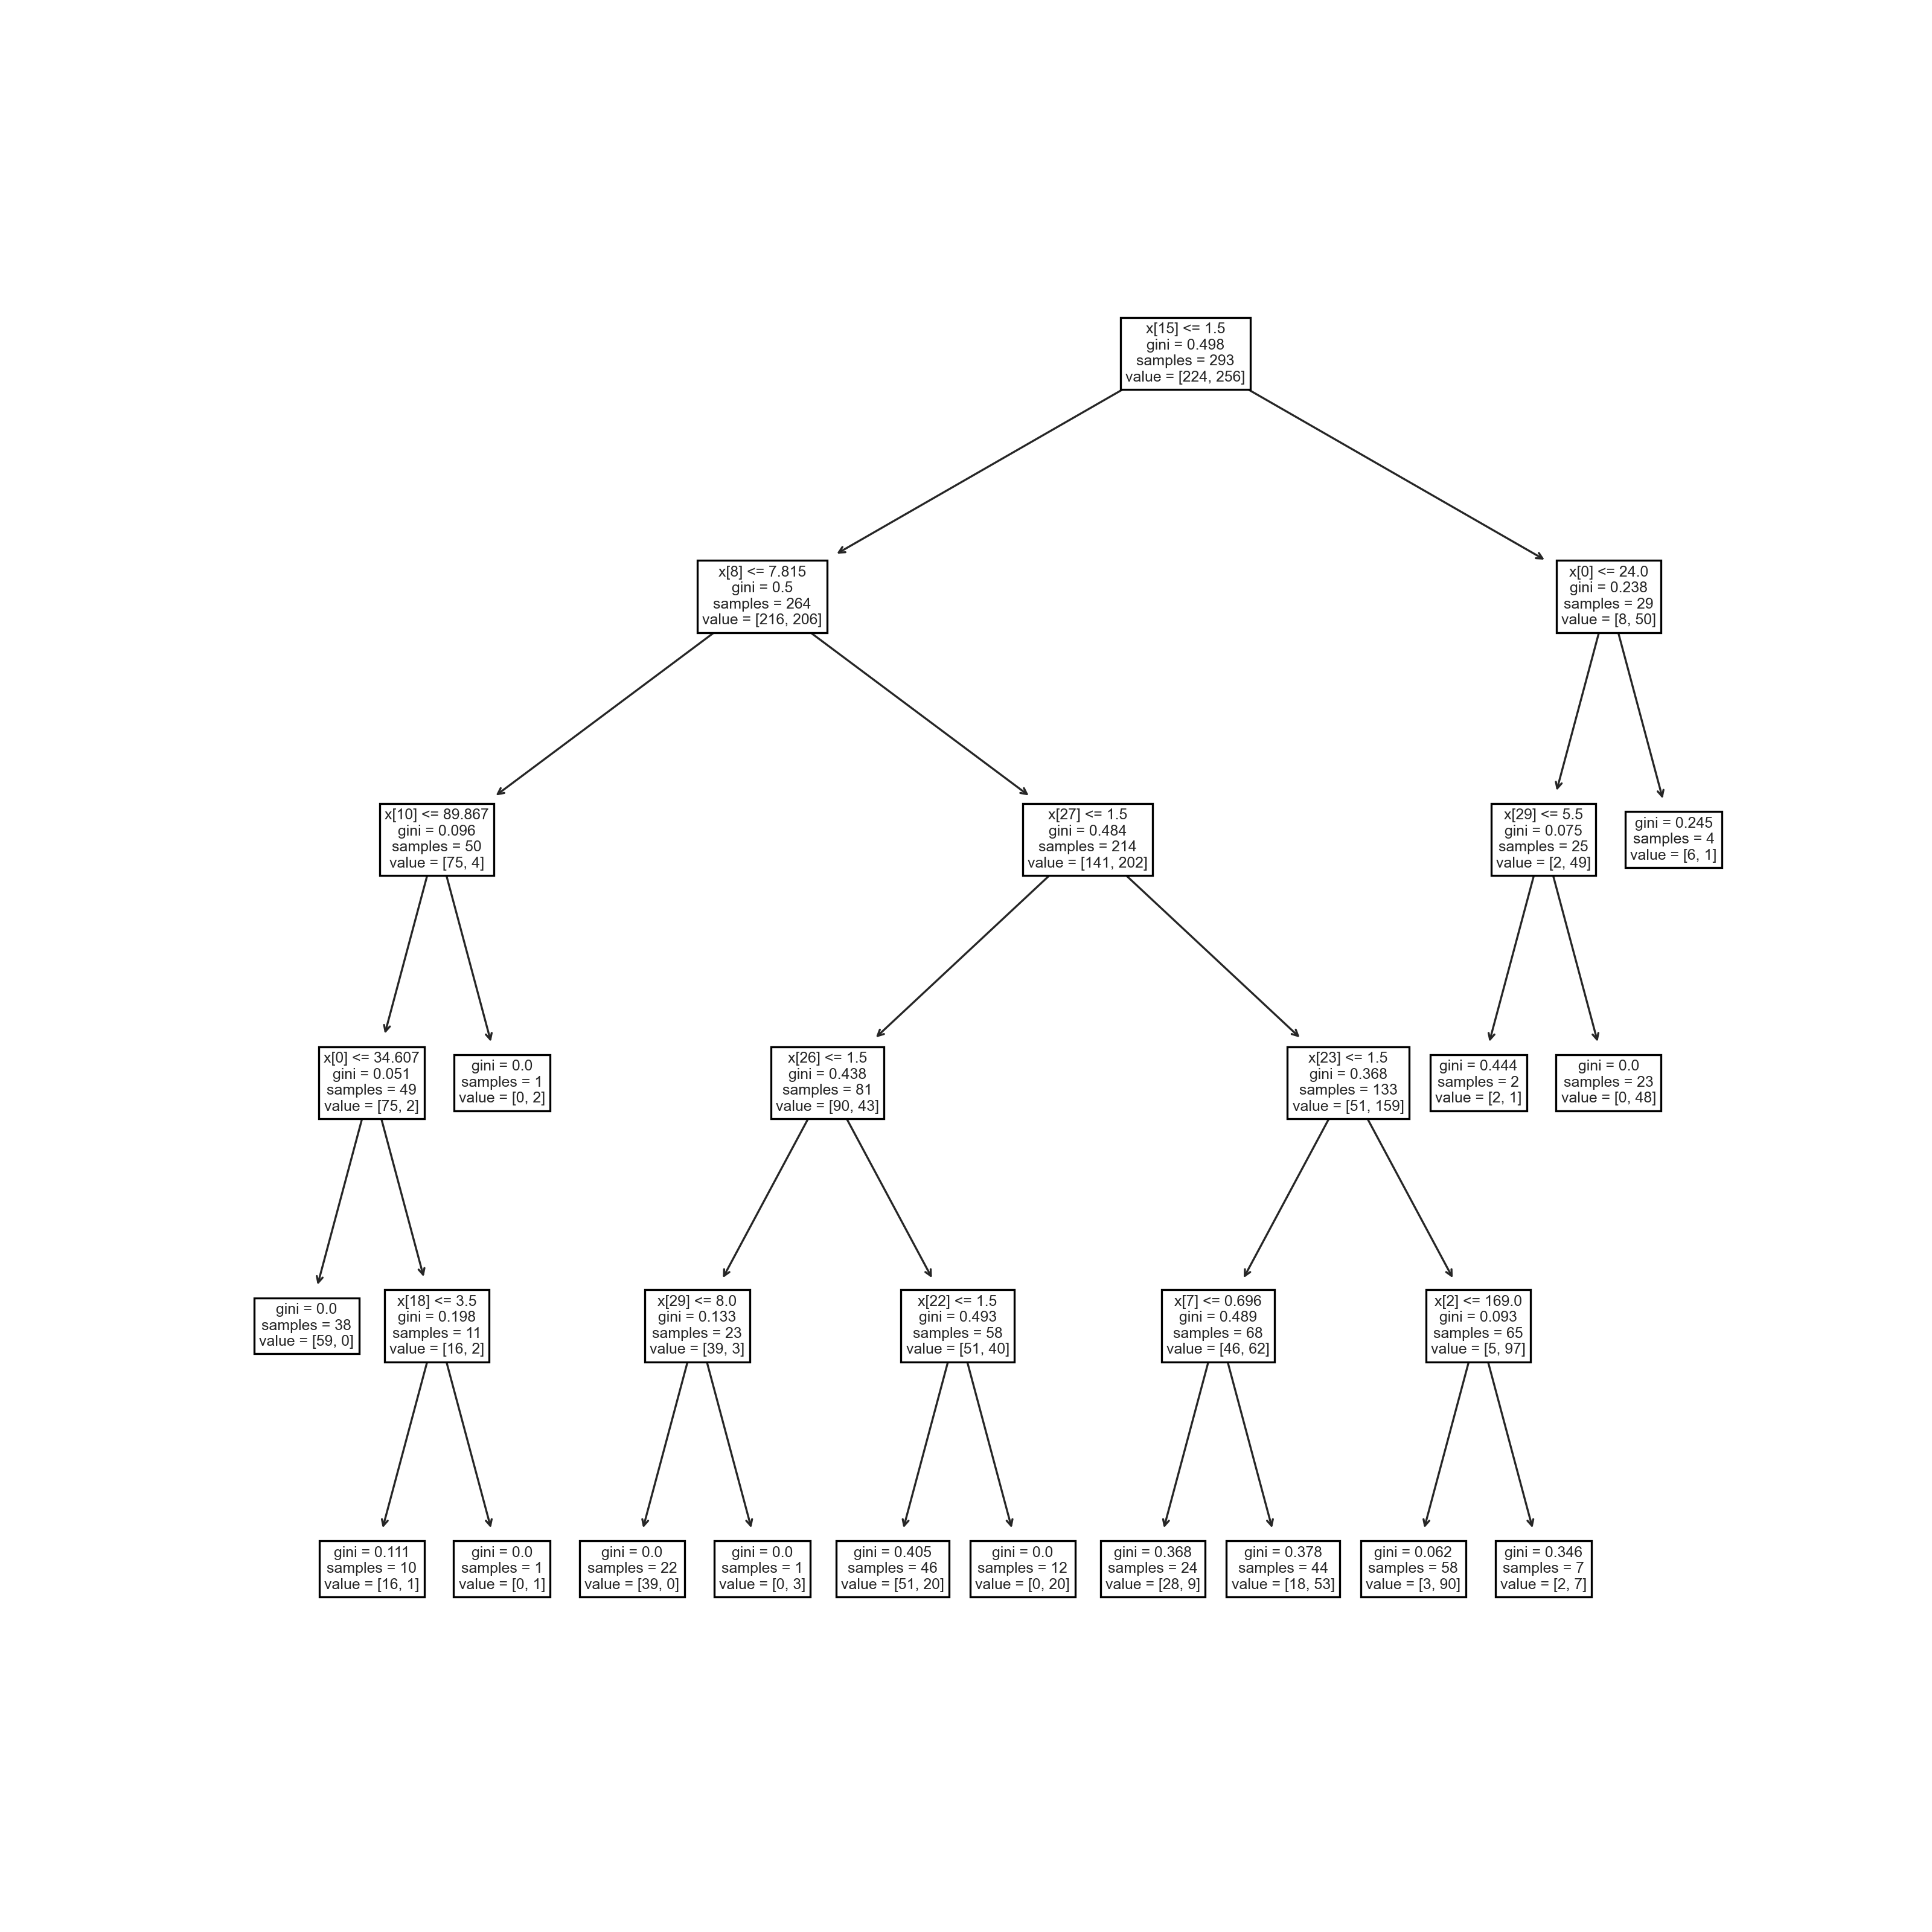 x[15] <= 1.5
gini = 0.498
samples = 293
value = [224, 256]
x[8] <= 7.815
gini = 0.5
samples = 264
value = [216, 206]
x[0] <= 24.0
gini = 0.238
samples = 29
value = [8, 50]
x[10] <= 89.867
gini = 0.096
samples = 50
value = [75, 4]
x[27] <= 1.5
gini = 0.484
samples = 214
value = [141, 202]
x[29] <= 5.5
gini = 0.075
samples = 25
value = [2, 49]
gini = 0.245
samples = 4
value = [6, 1]
x[0] <= 34.607
gini = 0.051
samples = 49
value = [75, 2]
gini = 0.0
samples = 1
value = [0, 2]
x[26] <= 1.5
gini = 0.438
samples = 81
value = [90, 43]
x[23] <= 1.5
gini = 0.368
samples = 133
value = [51, 159]
gini = 0.444
samples = 2
value = [2, 1]
gini = 0.0
samples = 23
value = [0, 48]
gini = 0.0
samples = 38
value = [59, 0]
x[18] <= 3.5
gini = 0.198
samples = 11
value = [16, 2]
x[29] <= 8.0
gini = 0.133
samples = 23
value = [39, 3]
x[22] <= 1.5
gini = 0.493
samples = 58
value = [51, 40]
x[7] <= 0.696
gini = 0.489
samples = 68
value = [46, 62]
x[2] <= 169.0
gini = 0.093
samples = 65
value = [5, 97]
gini = 0.111
samples = 10
value = [16, 1]
gini = 0.0
samples = 1
value = [0, 1]
gini = 0.0
samples = 22
value = [39, 0]
gini = 0.0
samples = 1
value = [0, 3]
gini = 0.405
samples = 46
value = [51, 20]
gini = 0.0
samples = 12
value = [0, 20]
gini = 0.368
samples = 24
value = [28, 9]
gini = 0.378
samples = 44
value = [18, 53]
gini = 0.062
samples = 58
value = [3, 90]
gini = 0.346
samples = 7
value = [2, 7]